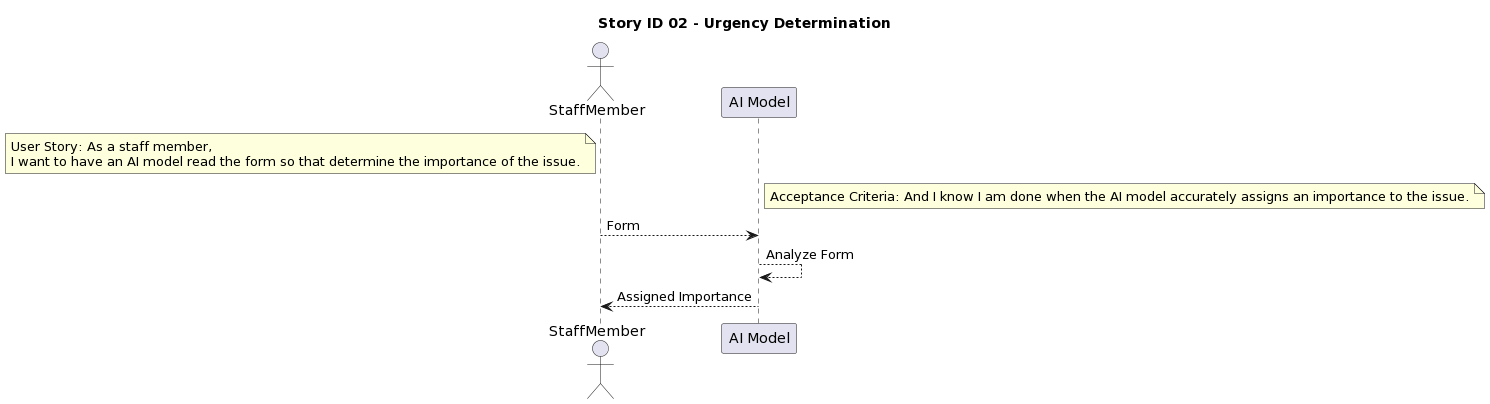 Story ID 02 - Urgency Determination
StaffMember
AI Model
User Story: As a staff member,
I want to have an AI model read the form so that determine the importance of the issue.
Acceptance Criteria: And I know I am done when the AI model accurately assigns an importance to the issue.
Form
Analyze Form
Assigned Importance
StaffMember
AI Model